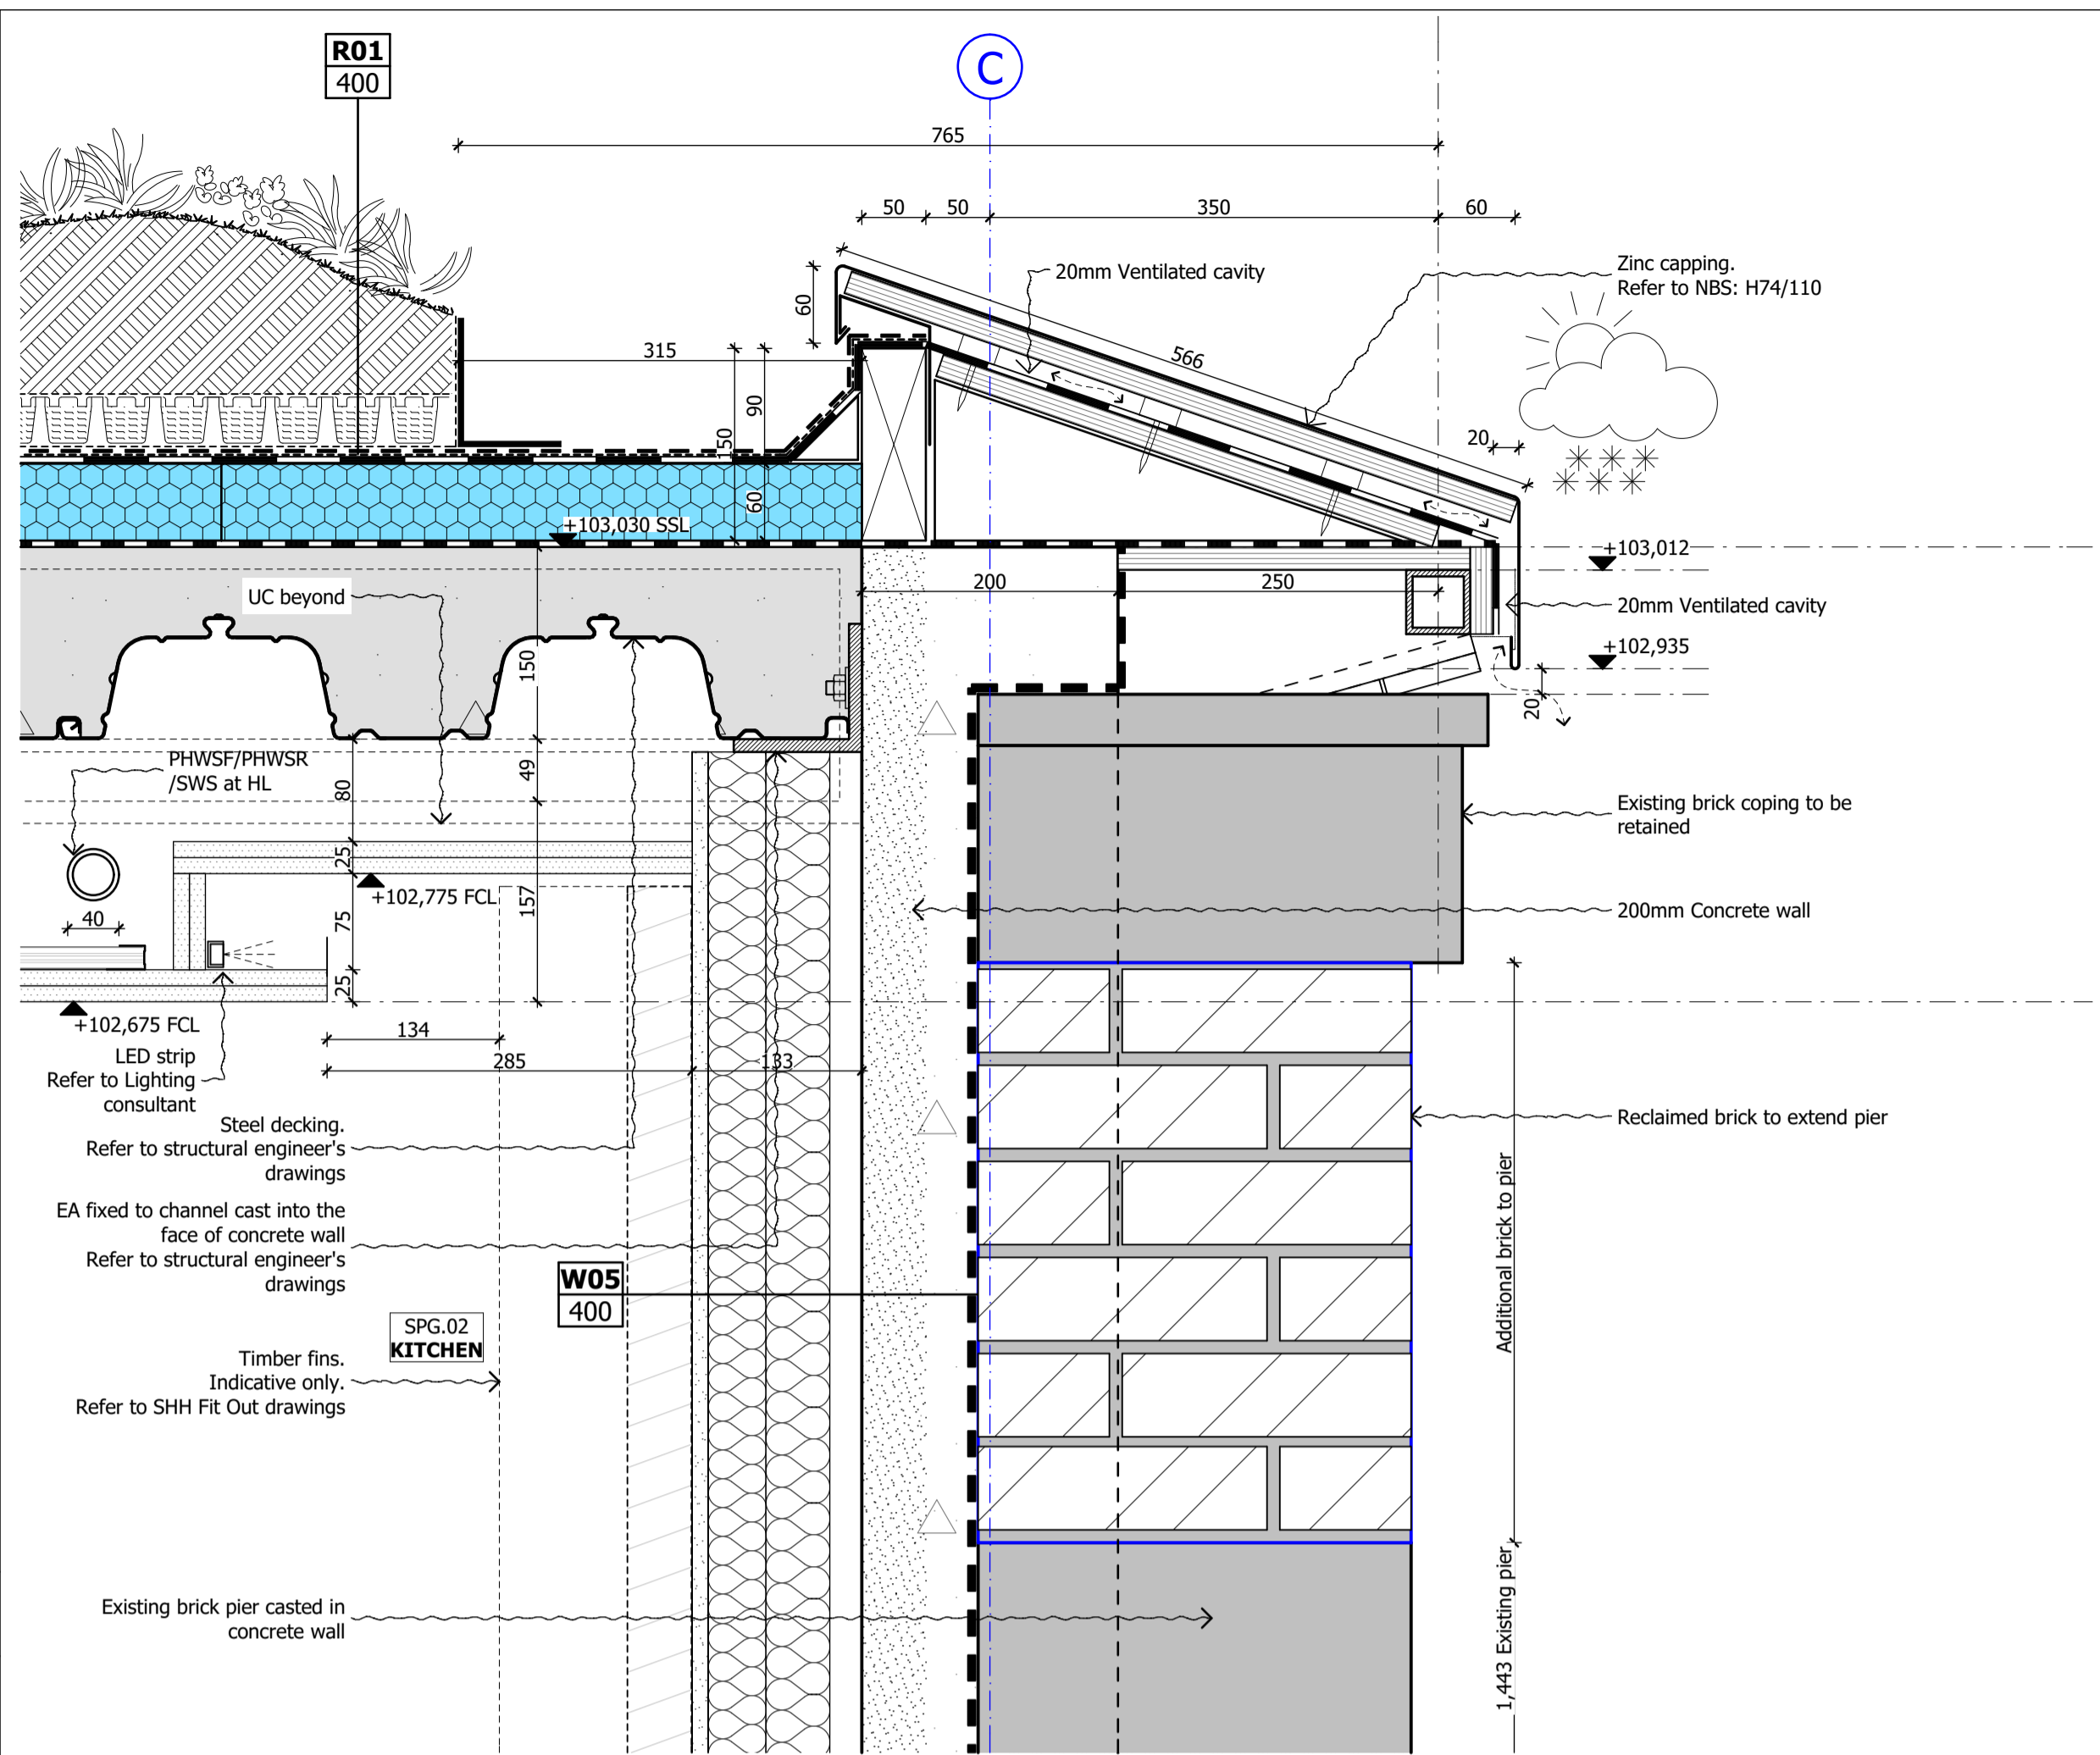 R01
400
C
765
50
50
350
60
20mm Ventilated cavity
Zinc capping.
Refer to NBS: H74/110
60
315
566
90
150
20
60
+103,030 SSL
+103,012
UC beyond
200
250
20mm Ventilated cavity
+102,935
150
20
PHWSF/PHWSR
/SWS at HL
80
49
Existing brick coping to be
retained
25
+102,775 FCL
157
40
75
200mm Concrete wall
25
+102,675 FCL
134
285
133
LED strip
Refer to Lighting
consultant
Steel decking.
Refer to structural engineer's
drawings
Reclaimed brick to extend pier
EA fixed to channel cast into the
face of concrete wall
Refer to structural engineer's
drawings
Additional brick to pier
W05
400
SPG.02
KITCHEN
Timber fins.
Indicative only.
Refer to SHH Fit Out drawings
Existing brick pier casted in
concrete wall
1,443 Existing pier